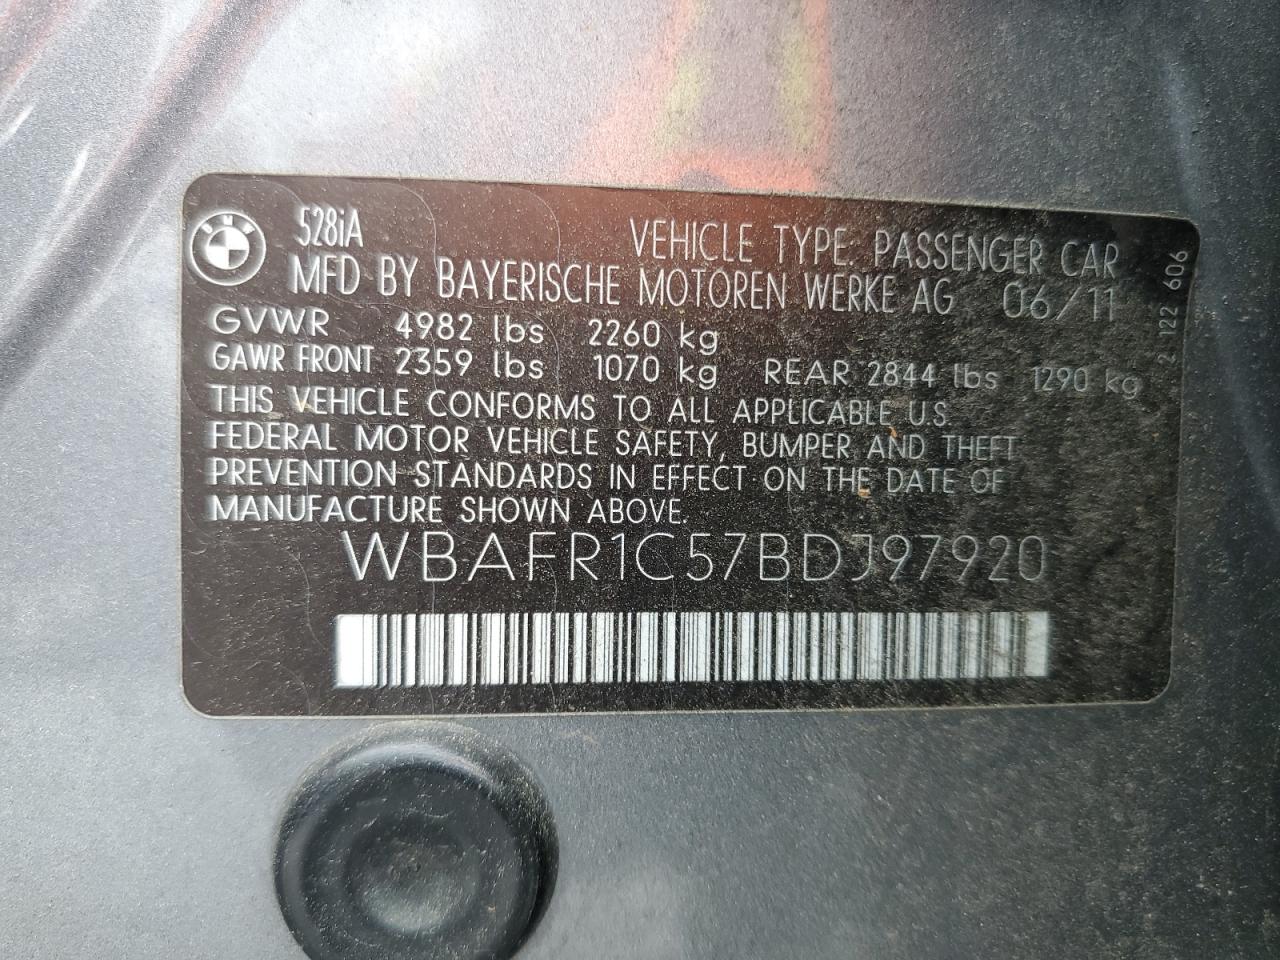 528iA VEHICLE TYPE. PASSENGER CAR
MFD BY BAYERISCHE MOTOREN WERKE AG 06/11
GVWR 4982 lbs 2260 kg
GAWR FRONT 2359 lbs 1070 kg REAR 2844 lbs 1290 kg
THIS VEHICLE CONFORMS TO ALL APPLICABLE U.S.
FEDERAL MOTOR VEHICLE SAFETY, BUMPER AND THEFT
PREVENTION STANDARDS IN EFFECT ON THE DATE OF
MANUFACTURE SHOWN ABOVE.
WBAFR1C57BDJ97920
2 122 606